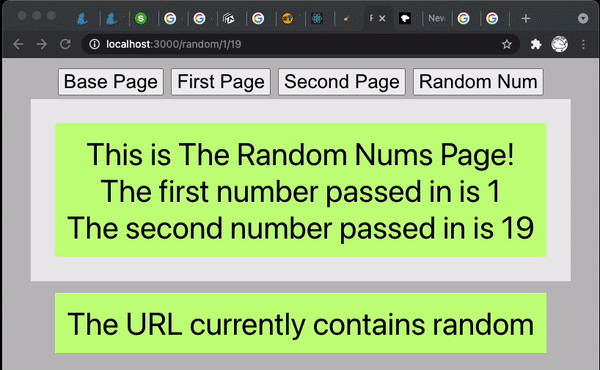 F
New
localhost:3000/random/1/19
Base Page
First Page
Second Page
Random Num
This is The Random Nums Page!
The first number passed in is 1
The second number passed in is 19
The URL currently contains random